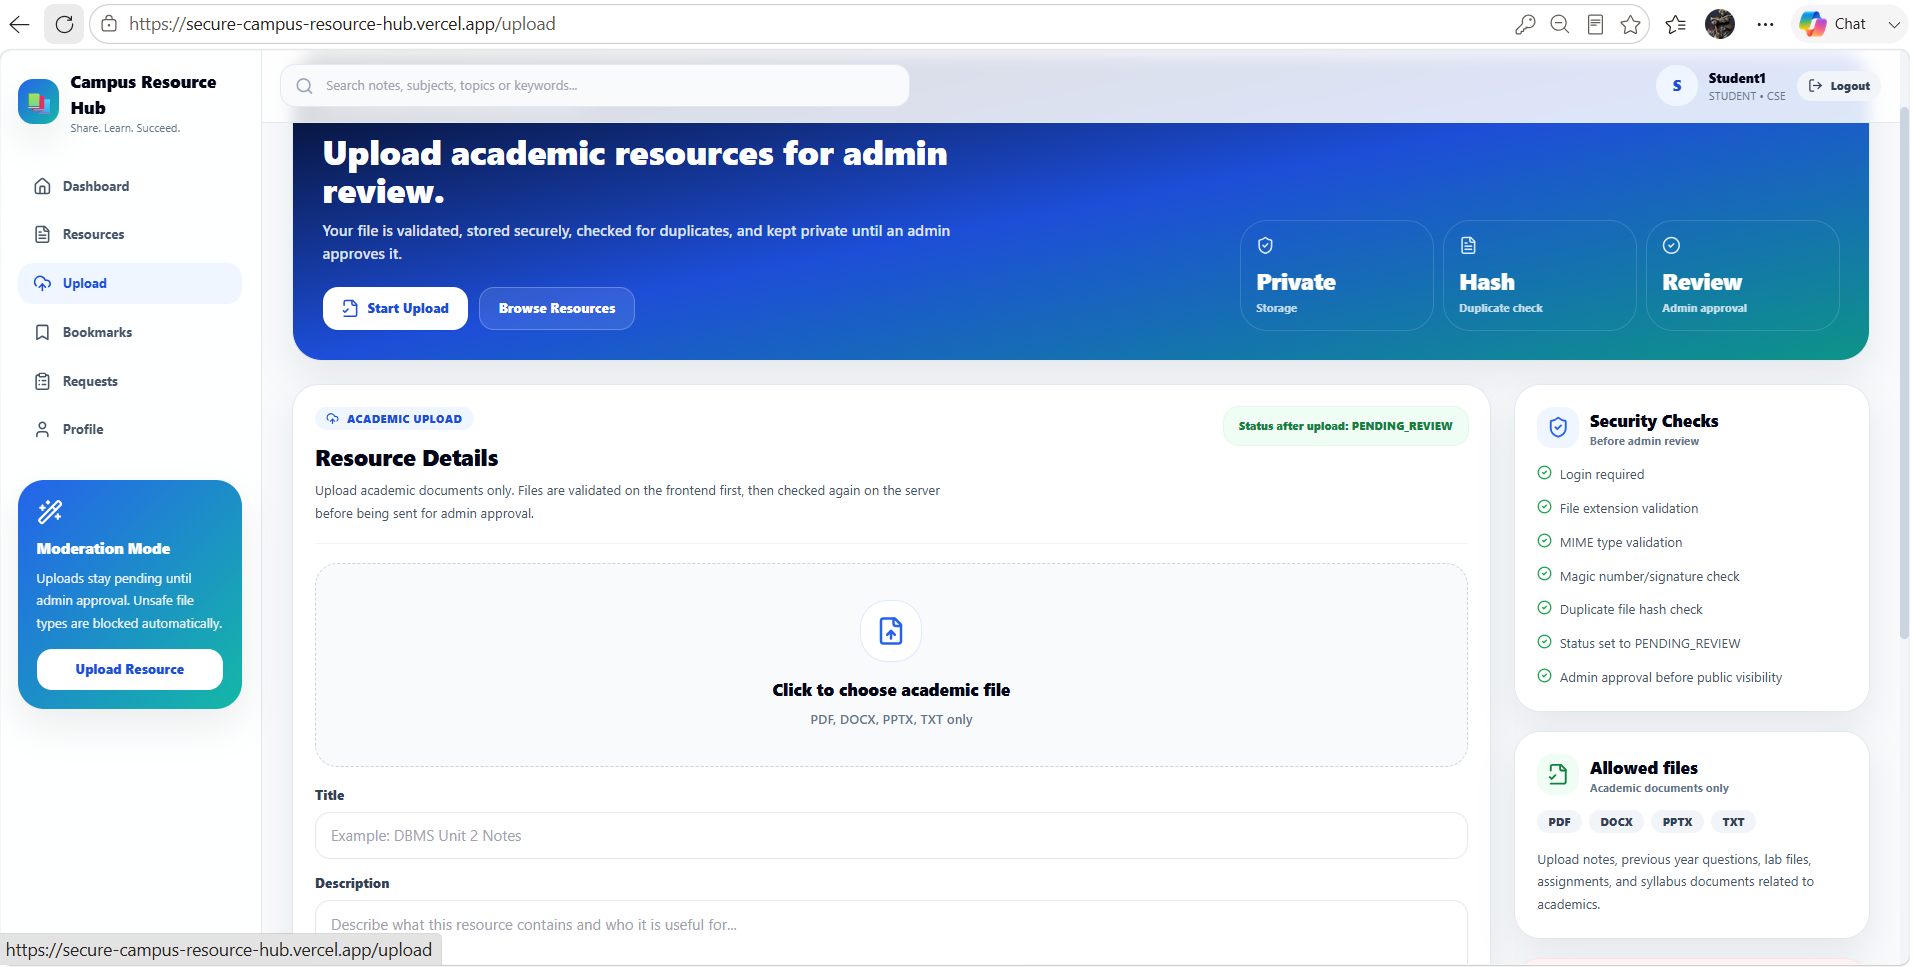 https://secure-campus-resource-hub.vercel.app/upload
Chat
Campus Resource
Hub
Share. Learn. Succeed.
Search notes, subjects, topics or keywords...
S
Student1
STUDENT • CSE
Logout
Dashboard
Resources
Upload
Bookmarks
Requests
Profile
Moderation Mode
Uploads stay pending until
admin approval. Unsafe file
types are blocked automatically.
Upload Resource
Upload academic resources for admin
review.
Your file is validated, stored securely, checked for duplicates, and kept private until an admin
approves it.
Start Upload
Browse Resources
Private
Storage
Hash
Duplicate check
Review
Admin approval
ACADEMIC UPLOAD
Status after upload: PENDING_REVIEW
Resource Details
Upload academic documents only. Files are validated on the frontend first, then checked again on the server
before being sent for admin approval.
Click to choose academic file
PDF, DOCX, PPTX, TXT only
Title
Example: DBMS Unit 2 Notes
Description
Describe what this resource contains and who it is useful for...
Security Checks
Before admin review
Login required
File extension validation
MIME type validation
Magic number/signature check
Duplicate file hash check
Status set to PENDING_REVIEW
Admin approval before public visibility
Allowed files
Academic documents only
PDF
DOCX
PPTX
TXT
Upload notes, previous year questions, lab files,
assignments, and syllabus documents related to
academics.
https://secure-campus-resource-hub.vercel.app/upload